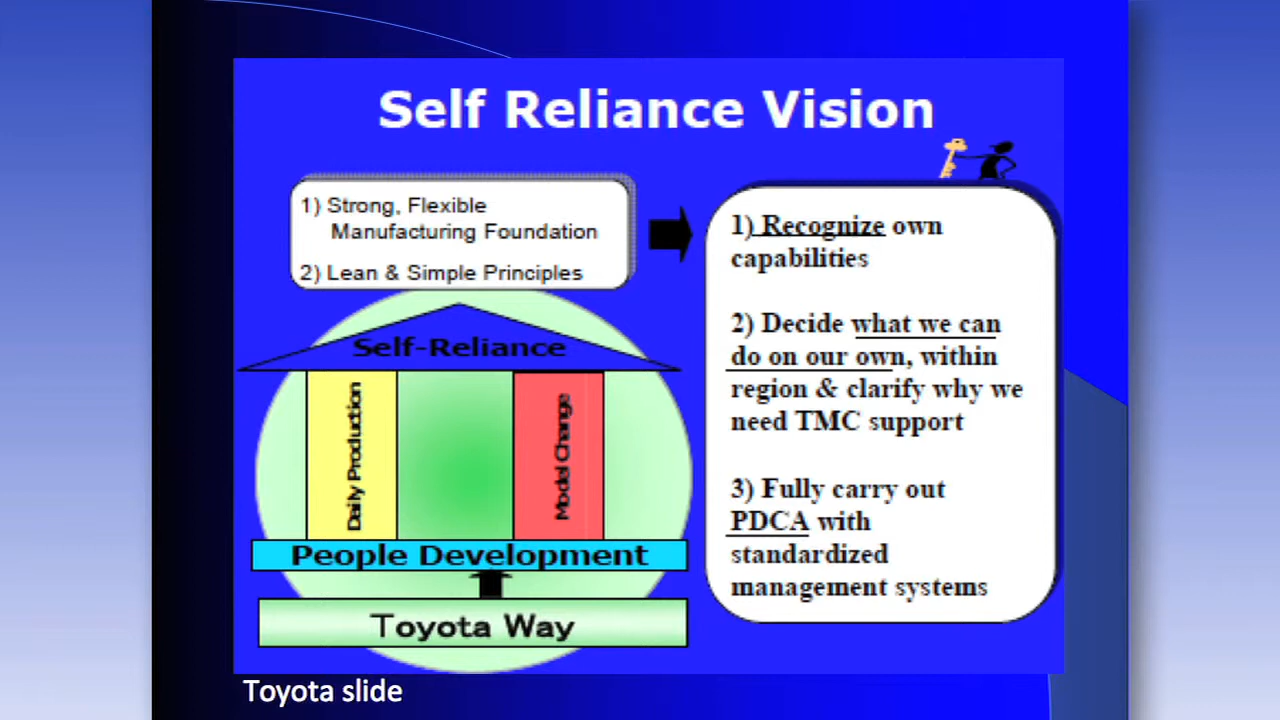 Self Reliance Vision
1) Strong, Flexible
Manufacturing Foundation
2) Lean & Simple Principles
Self-Reliance
Daily Production
Model Change
People Development
Toyota Way
1) Recognize own
capabilities
2) Decide what we can
do on our own, within
region & clarify why we
need TMC support
3) Fully carry out
PDCA with
standardized
management systems
Toyota slide